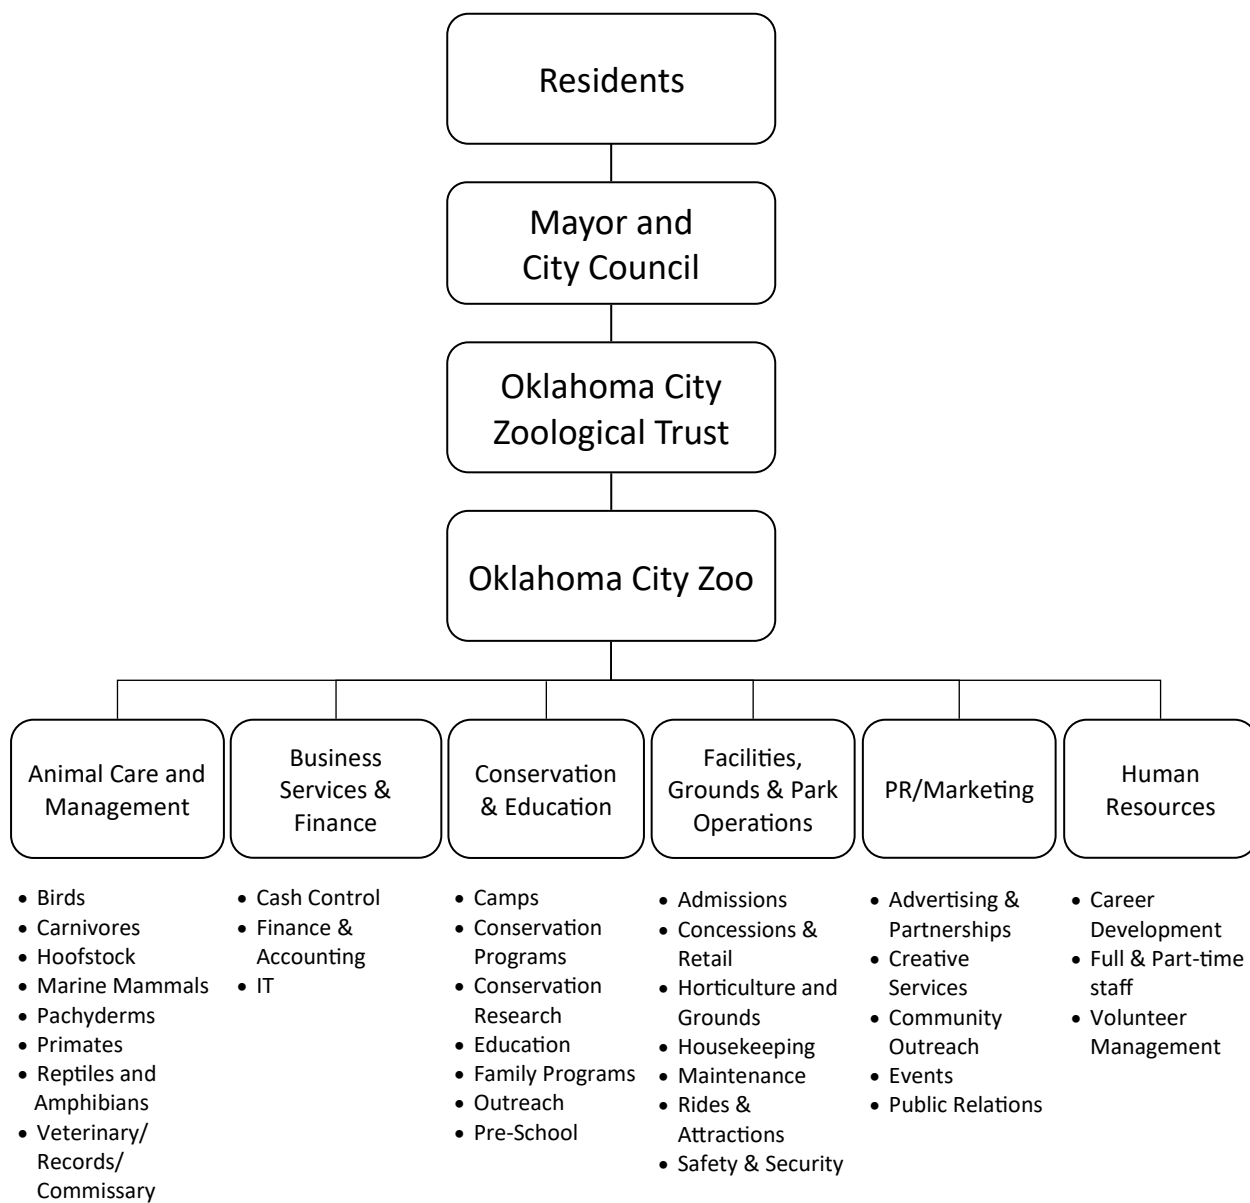 Residents
Mayor and
City Council
Oklahoma City
Zoological Trust
Oklahoma City Zoo
Animal Care and
Management
• Birds
• Carnivores
• Hoofstock
• Marine Mammals
• Pachyderms
• Primates
• Reptiles and
Amphibians
• Veterinary/
Records/
Commissary
Business
Services &
Finance
• Cash Control
• Finance &
Accounting
• IT
Conservation
& Education
• Camps
• Conservation
Programs
• Conservation
Research
• Education
• Family Programs
• Outreach
• Pre-School
Facilities,
Grounds & Park
Operations
• Admissions
• Concessions &
Retail
• Horticulture and
Grounds
• Housekeeping
• Maintenance
• Rides &
Attractions
• Safety & Security
PR/Marketing
• Advertising &
Partnerships
• Creative
Services
• Community
Outreach
• Events
• Public Relations
Human
Resources
• Career
Development
• Full & Part-time
staff
• Volunteer
Management